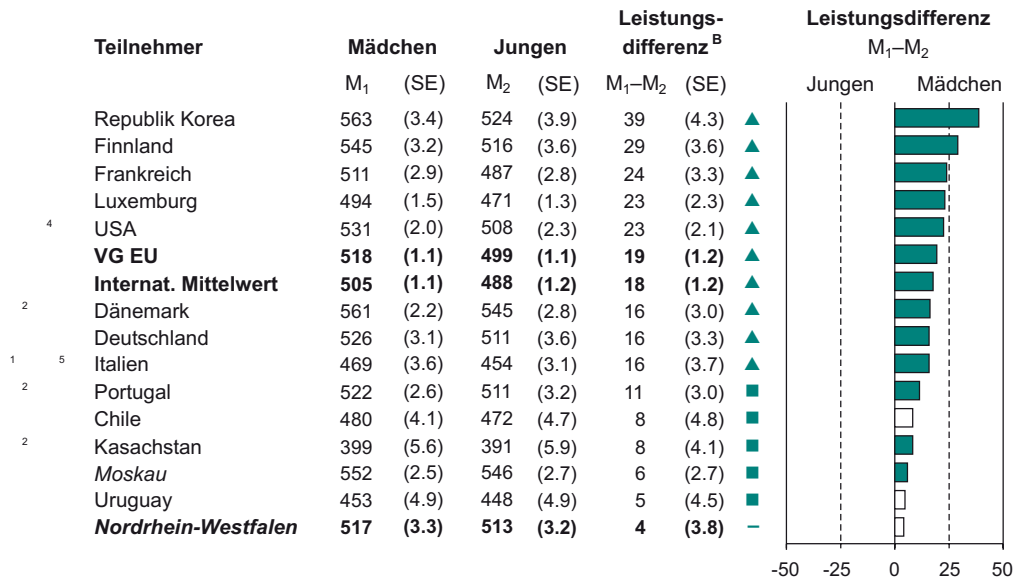 Leistungs- Leistungsdifferenz
Teilnehmer Mädchen Jungen differenz B M1–M2
M1 (SE) M2 (SE) M1–M2 (SE) Jungen Mädchen
Republik Korea 563 (3.4) 524 (3.9) 39 (4.3) ▲
Finnland 545 (3.2) 516 (3.6) 29 (3.6) ▲
Frankreich 511 (2.9) 487 (2.8) 24 (3.3) ▲
Luxemburg 494 (1.5) 471 (1.3) 23 (2.3) ▲
4 USA 531 (2.0) 508 (2.3) 23 (2.1) ▲
VG EU 518 (1.1) 499 (1.1) 19 (1.2) ▲
Internat. Mittelwert 505 (1.1) 488 (1.2) 18 (1.2) ▲
2 Dänemark 561 (2.2) 545 (2.8) 16 (3.0) ▲
Deutschland 526 (3.1) 511 (3.6) 16 (3.3) ▲
1 5 Italien 469 (3.6) 454 (3.1) 16 (3.7) ▲
2 Portugal 522 (2.6) 511 (3.2) 11 (3.0) ■
Chile 480 (4.1) 472 (4.7) 8 (4.8) ■
2 Kasachstan 399 (5.6) 391 (5.9) 8 (4.1) ■
Moskau 552 (2.5) 546 (2.7) 6 (2.7) ■
Uruguay 453 (4.9) 448 (4.9) 5 (4.5) ■
Nordrhein-Westfalen 517 (3.3) 513 (3.2) 4 (3.8) –
-50 -25 0 25 50